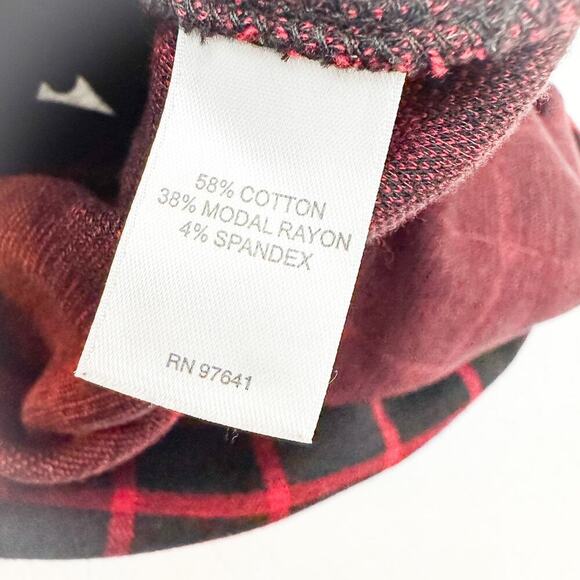 58% COTTON
38% MODAL RAYON
4% SPANDEX
RN 97641